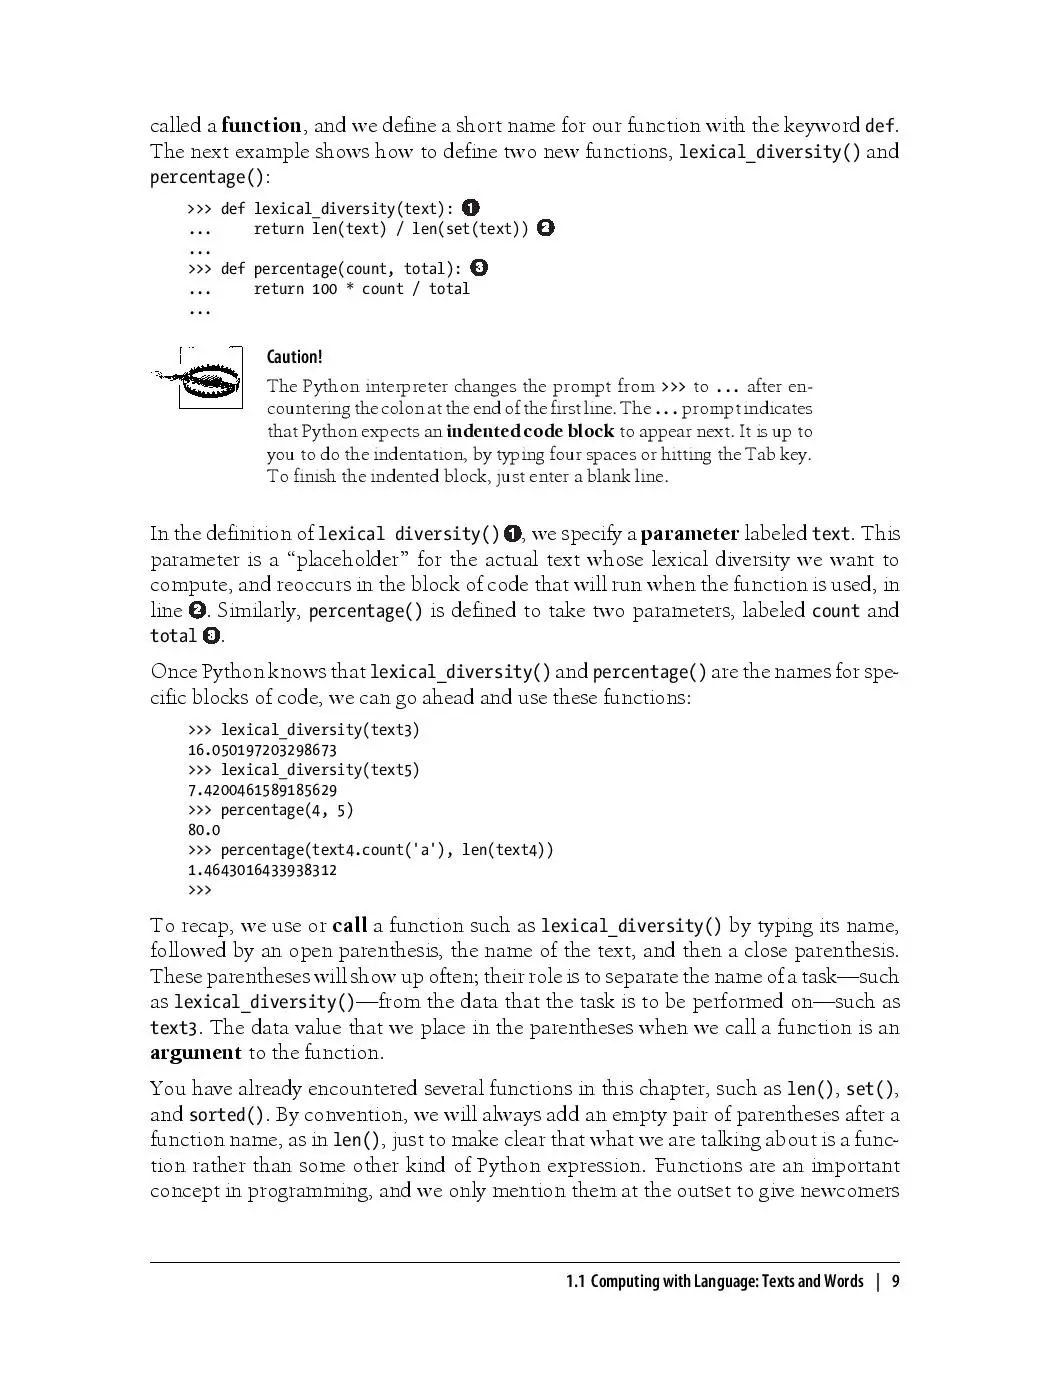 called a function, and we define a short name for our function with the keyword def.
The next example shows how to define two new functions, lexical_diversity() and
percentage():
>>> def lexical_diversity(text): ❶
...     return len(text) / len(set(text)) ❷
...
>>> def percentage(count, total): ❸
...     return 100 * count / total
...
Caution!
The Python interpreter changes the prompt from >>> to ... after en-
countering the colon at the end of the first line. The ... prompt indicates
that Python expects an indented code block to appear next. It is up to
you to do the indentation, by typing four spaces or hitting the Tab key.
To finish the indented block, just enter a blank line.
In the definition of lexical diversity() ❶, we specify a parameter labeled text. This
parameter is a “placeholder” for the actual text whose lexical diversity we want to
compute, and reoccurs in the block of code that will run when the function is used, in
line ❷. Similarly, percentage() is defined to take two parameters, labeled count and
total ❸.
Once Python knows that lexical_diversity() and percentage() are the names for spe-
cific blocks of code, we can go ahead and use these functions:
>>> lexical_diversity(text3)
16.050197203298673
>>> lexical_diversity(text5)
7.4200461589185629
>>> percentage(4, 5)
80.0
>>> percentage(text4.count('a'), len(text4))
1.4643016433938312
>>>
To recap, we use or call a function such as lexical_diversity() by typing its name,
followed by an open parenthesis, the name of the text, and then a close parenthesis.
These parentheses will show up often; their role is to separate the name of a task—such
as lexical_diversity()—from the data that the task is to be performed on—such as
text3. The data value that we place in the parentheses when we call a function is an
argument to the function.
You have already encountered several functions in this chapter, such as len(), set(),
and sorted(). By convention, we will always add an empty pair of parentheses after a
function name, as in len(), just to make clear that what we are talking about is a func-
tion rather than some other kind of Python expression. Functions are an important
concept in programming, and we only mention them at the outset to give newcomers
1.1 Computing with Language: Texts and Words | 9